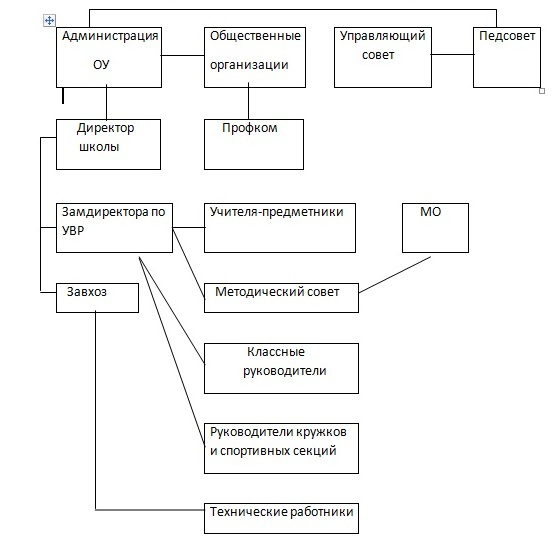 Администрация
ОУ
Общественные
организации
Управляющий
совет
Педсовет
Директор
школы
Профком
Замдиректора по
УВР
Учителя-предметники
МО
Завхоз
Методический совет
Классные
руководители
Руководители кружков
и спортивных секций
Технические работники